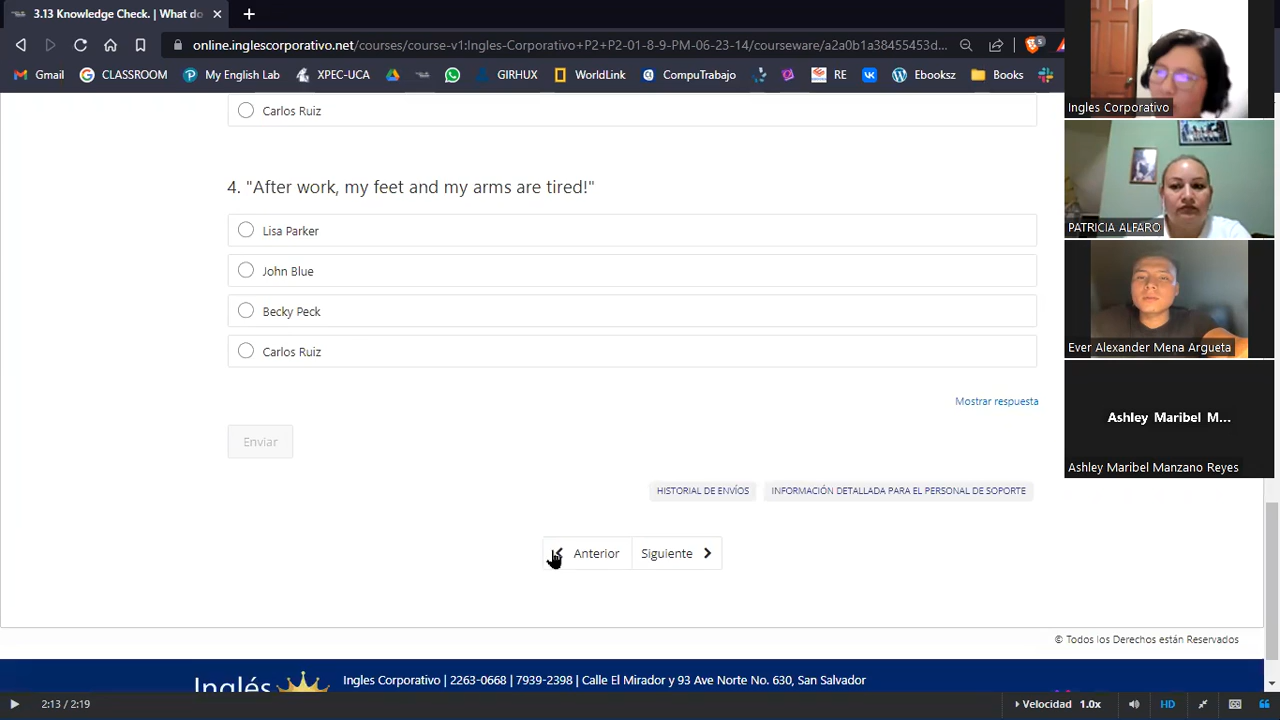 3.13 Knowledge Check. | What do
online.inglescorporativo.net/courses/course-v1:Ingles-Corporativo+P2+P2-01-8-9-PM-06-23-14/courseware/a2a0b1a38455453d...
5
Gmail
CLASSROOM
My English Lab
XPEC-UCA
GIRHUX
WorldLink
CompuTrabajo
RE
Ebooksz
Books
Carlos Ruiz
4. "After work, my feet and my arms are tired!"
Lisa Parker
John Blue
Becky Peck
Carlos Ruiz
Mostrar respuesta
Enviar
HISTORIAL DE ENVÍOS
INFORMACIÓN DETALLADA PARA EL PERSONAL DE SOPORTE
Anterior
Siguiente
© Todos los Derechos están Reservados
Inglés
Ingles Corporativo | 2263-0668 | 7939-2398 | Calle El Mirador y 93 Ave Norte No. 630, San Salvador
Ingles Corporativo
PATRICIA ALFARO
Ever Alexander Mena Argueta
Ashley Maribel M...
Ashley Maribel Manzano Reyes
2:13 / 2:19
Velocidad 1.0x
HD